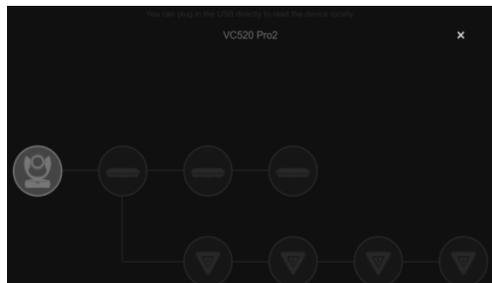 You can plug in the USB directly to read the device locally
VC520 Pro2